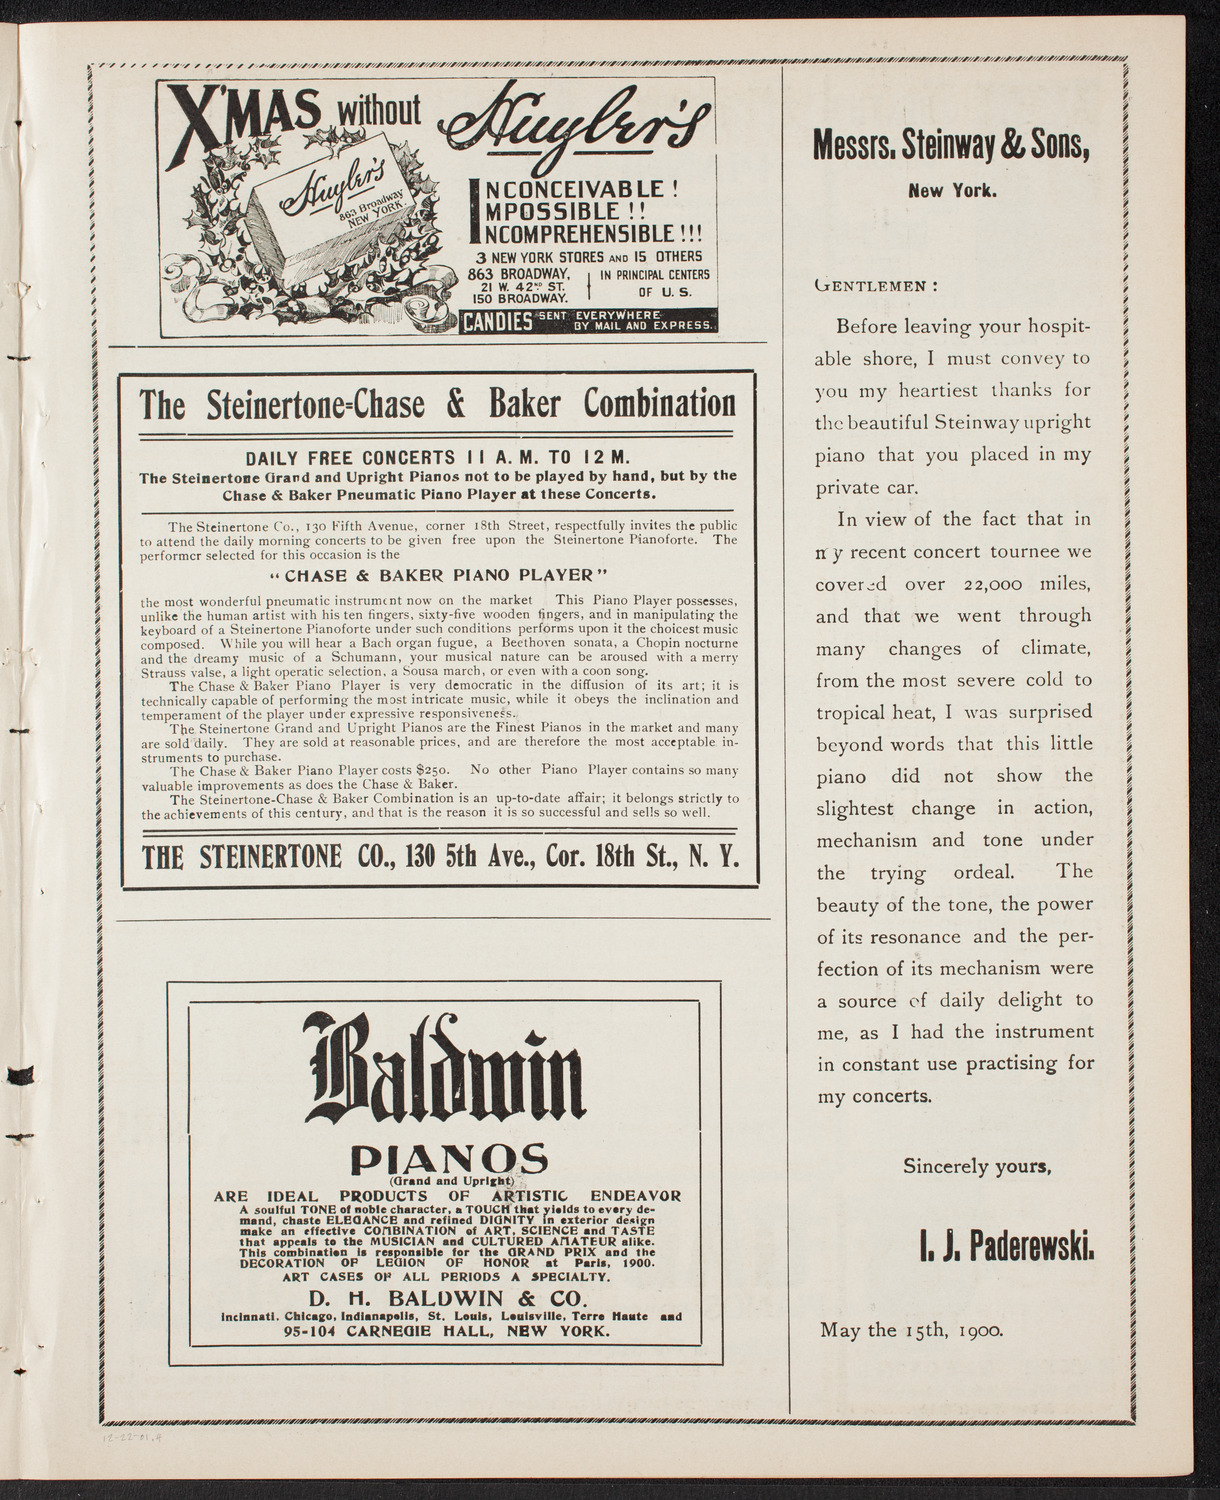 X'MAS without Huyler's
Huyler's
863 Broadway
NEW YORK.
INCONCEIVABLE !
IMPOSSIBLE !!
INCOMPREHENSIBLE !!!
3 NEW YORK STORES AND 15 OTHERS
863 BROADWAY,
21 W. 42ND ST.
150 BROADWAY.
IN PRINCIPAL CENTERS
OF U. S.
CANDIES SENT EVERYWHERE
BY MAIL AND EXPRESS.
The Steinertone-Chase & Baker Combination
DAILY FREE CONCERTS 11 A. M. TO 12 M.
The Steinertone Grand and Upright Pianos not to be played by hand, but by the
Chase & Baker Pneumatic Piano Player at these Concerts.
The Steinertone Co., 130 Fifth Avenue, corner 18th Street, respectfully invites the public
to attend the daily morning concerts to be given free upon the Steinertone Pianoforte. The
performer selected for this occasion is the
"CHASE & BAKER PIANO PLAYER"
the most wonderful pneumatic instrument now on the market This Piano Player possesses,
unlike the human artist with his ten fingers, sixty-five wooden fingers, and in manipulating the
keyboard of a Steinertone Pianoforte under such conditions performs upon it the choicest music
composed. While you will hear a Bach organ fugue, a Beethoven sonata, a Chopin nocturne
and the dreamy music of a Schumann, your musical nature can be aroused with a merry
Strauss valse, a light operatic selection, a Sousa march, or even with a coon song.
The Chase & Baker Piano Player is very democratic in the diffusion of its art; it is
technically capable of performing the most intricate music, while it obeys the inclination and
temperament of the player under expressive responsiveness.
The Steinertone Grand and Upright Pianos are the Finest Pianos in the market and many
are sold daily. They are sold at reasonable prices, and are therefore the most acceptable in-
struments to purchase.
The Chase & Baker Piano Player costs $250. No other Piano Player contains so many
valuable improvements as does the Chase & Baker.
The Steinertone-Chase & Baker Combination is an up-to-date affair; it belongs strictly to
the achievements of this century, and that is the reason it is so successful and sells so well.
THE STEINERTONE CO., 130 5th Ave., Cor. 18th St., N. Y.
Baldwin
PIANOS
(Grand and Upright)
ARE IDEAL PRODUCTS OF ARTISTIC ENDEAVOR
A soulful TONE of noble character, a TOUCH that yields to every de-
mand, chaste ELEGANCE and refined DIGNITY in exterior design
make an effective COMBINATION of ART, SCIENCE and TASTE
that appeals to the MUSICIAN and CULTURED AMATEUR alike.
This combination is responsible for the GRAND PRIX and the
DECORATION OF LEGION OF HONOR at Paris, 1900.
ART CASES OF ALL PERIODS A SPECIALTY.
D. H. BALDWIN & CO.
incinnati, Chicago, Indianapolis, St. Louis, Louisville, Terre Haute and
95-104 CARNEGIE HALL, NEW YORK.
Messrs. Steinway & Sons,
New York.
GENTLEMEN :
Before leaving your hospit-
able shore, I must convey to
you my heartiest thanks for
the beautiful Steinway upright
piano that you placed in my
private car.
In view of the fact that in
my recent concert tournee we
covered over 22,000 miles,
and that we went through
many changes of climate,
from the most severe cold to
tropical heat, I was surprised
beyond words that this little
piano did not show the
slightest change in action,
mechanism and tone under
the trying ordeal. The
beauty of the tone, the power
of its resonance and the per-
fection of its mechanism were
a source of daily delight to
me, as I had the instrument
in constant use practising for
my concerts.
Sincerely yours,
I. J. Paderewski.
May the 15th, 1900.
12-22-01.A